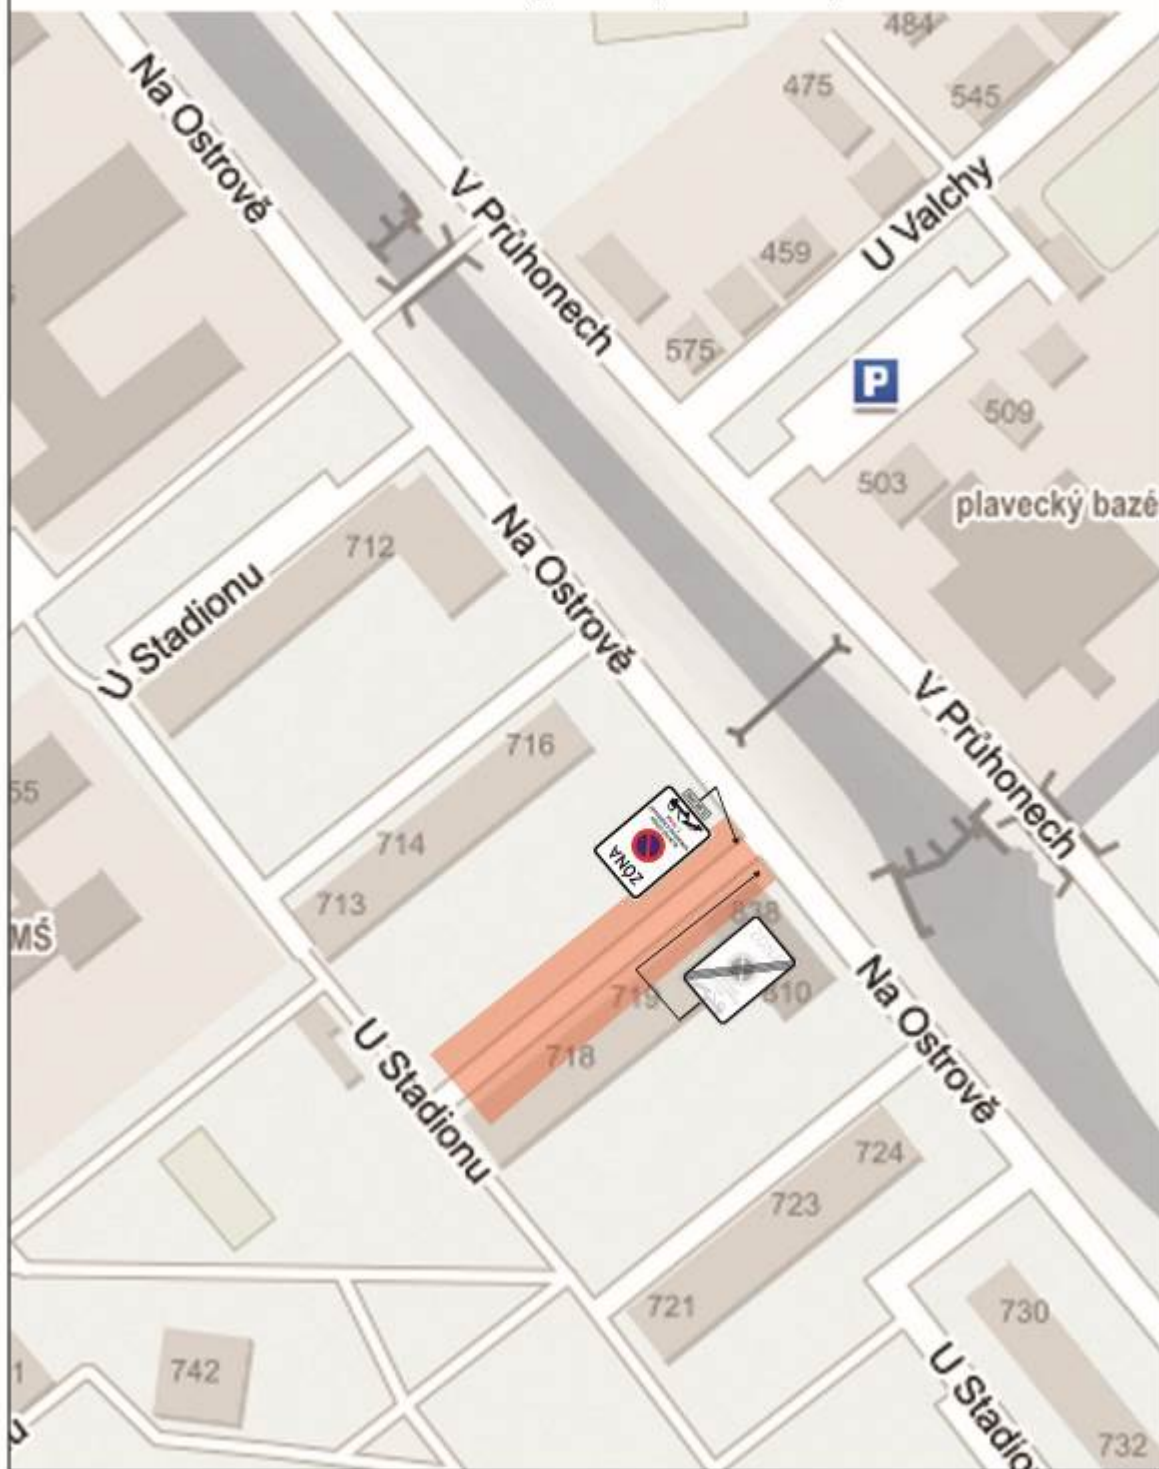 Na Ostrově
484
475
545
V Průhonech
U Valchy
459
575
P
509
503
plavecký bazé
Na Ostrově
712
U Stadionu
V Průhonech
716
55
714
ZÓNA
713
838
MŠ
719
810
Na Ostrově
718
U Stadionu
724
723
721
730
742
1
U Stadio
u
732